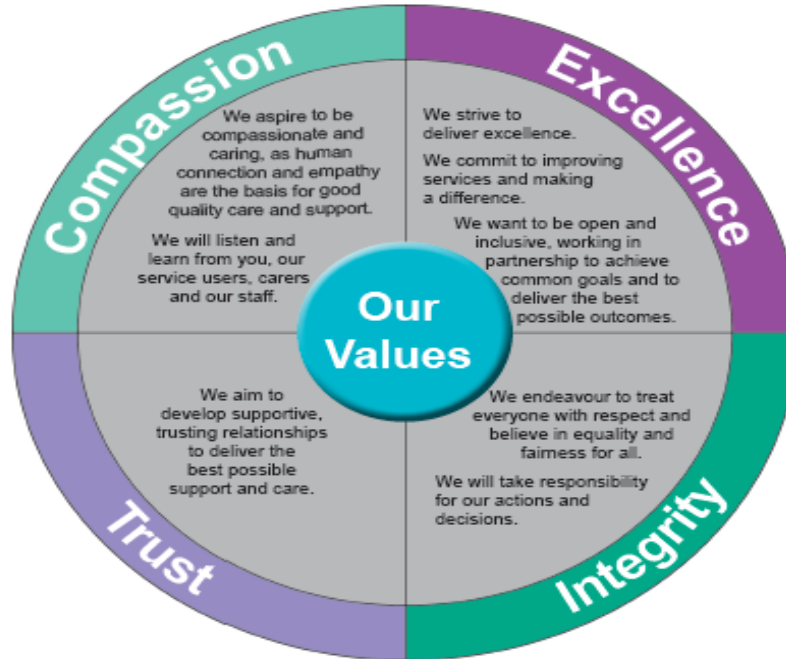 Compassion
We aspire to be
compassionate and
caring, as human
connection and empathy
are the basis for good
quality care and support.
We will listen and
learn from you, our
service users, carers
and our staff.
Excellence
We strive to
deliver excellence.
We commit to improving
services and making
a difference.
We want to be open and
inclusive, working in
partnership to achieve
common goals and to
deliver the best
possible outcomes.
Our
Values
Trust
We aim to
develop supportive,
trusting relationships
to deliver the
best possible
support and care.
Integrity
We endeavour to treat
everyone with respect and
believe in equality and
fairness for all.
We will take responsibility
for our actions and
decisions.